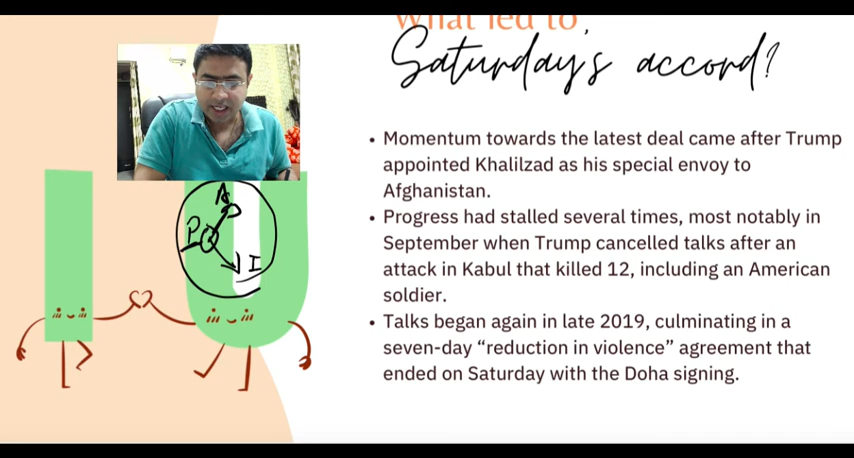 What led to,
Saturday's accord?
• Momentum towards the latest deal came after Trump
appointed Khalilzad as his special envoy to
Afghanistan.
• Progress had stalled several times, most notably in
September when Trump cancelled talks after an
attack in Kabul that killed 12, including an American
soldier.
• Talks began again in late 2019, culminating in a
seven-day “reduction in violence” agreement that
ended on Saturday with the Doha signing.
A
P
I